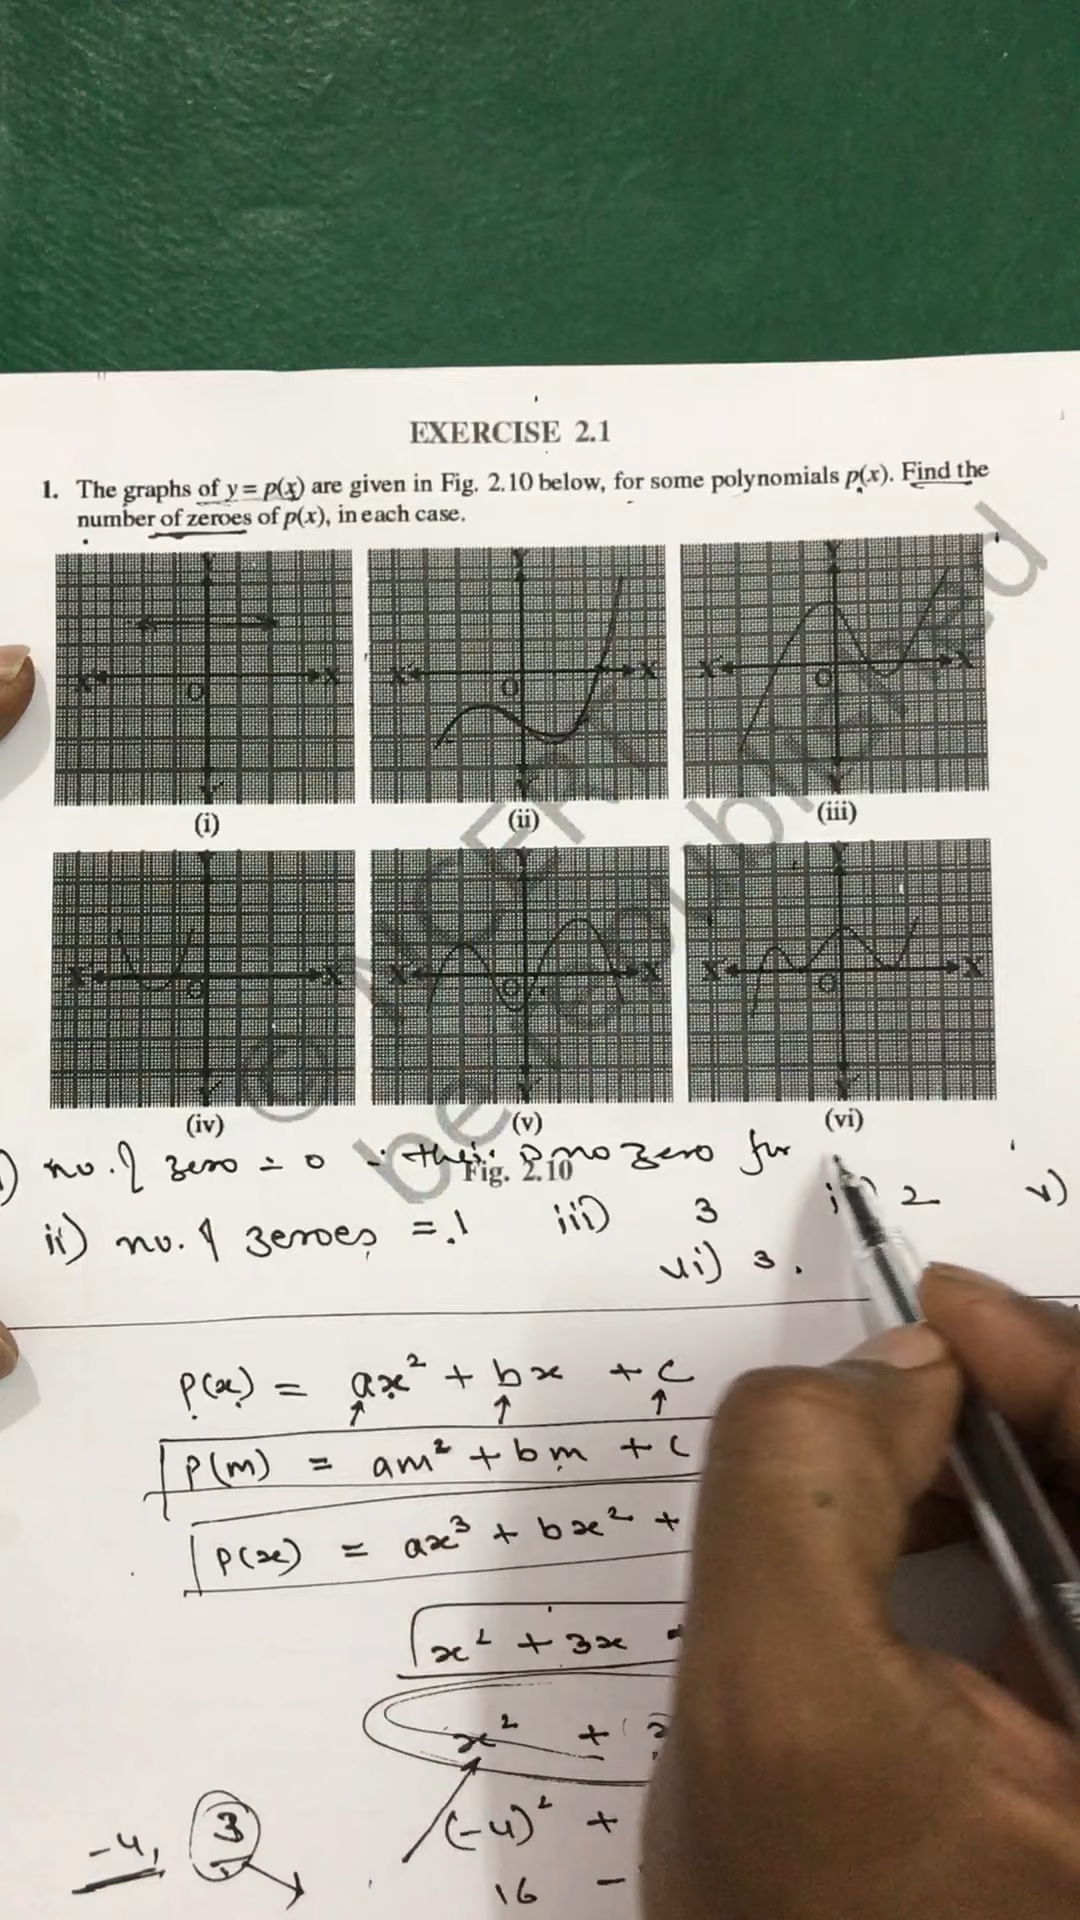 EXERCISE 2.1
1. The graphs of y = p(x) are given in Fig. 2.10 below, for some polynomials p(x). Find the
number of zeroes of p(x), in each case.
Y Y Y
X' O X X' O X X' O X
Y' Y' Y'
(i) (ii) (iii)
X' O X X' O X X' O X
(iv) (v) (vi)
© NCERT
be republished
) no. of zero = 0 no zero for
Fig. 2.10
ii) no. of zeroes = 1 iii) 3 2 v)
vi) 3.
P(x) = ax² + bx + c
P(m) = am² + bm + c
P(x) = ax³ + bx² +
x² + 3x
x² +
(-4)² +
-4, 3
16 -